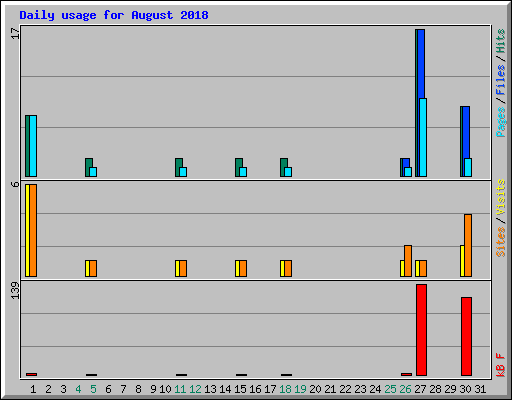 Daily usage for August 2018
17
Pages / Files / Hits
6
Sites / Visits
139
kB F
1 2 3 4 5 6 7 8 9 10 11 12 13 14 15 16 17 18 19 20 21 22 23 24 25 26 27 28 29 30 31